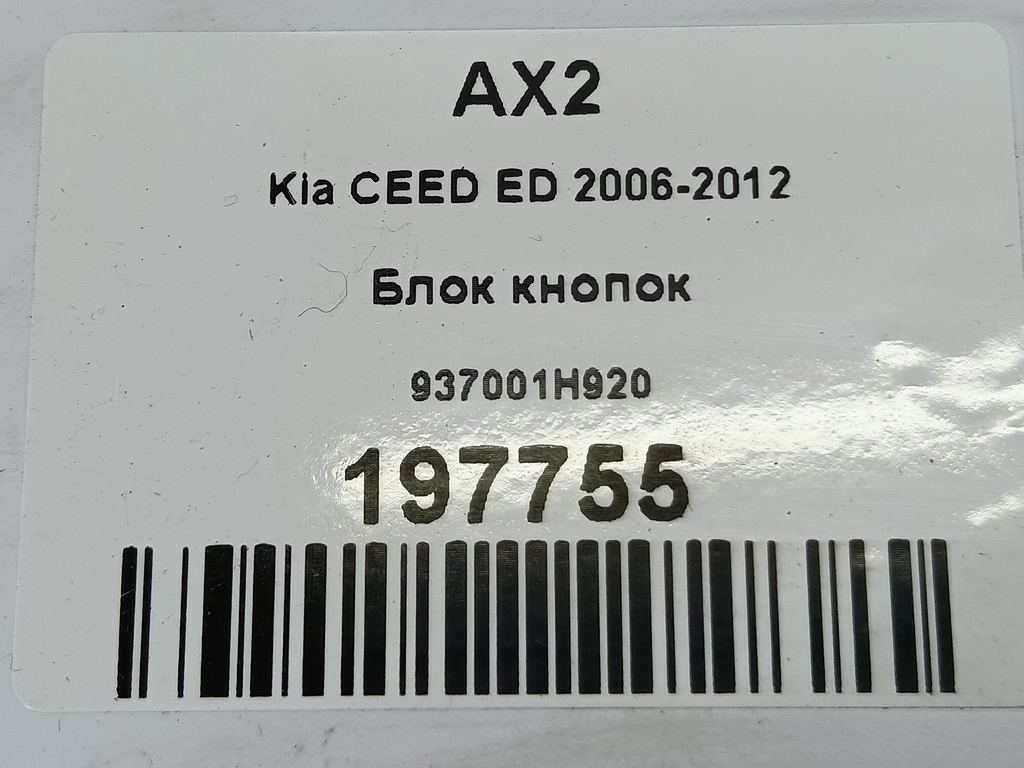 AX2
Kia CEED ED 2006-2012
Блок кнопок
937001H920
197755